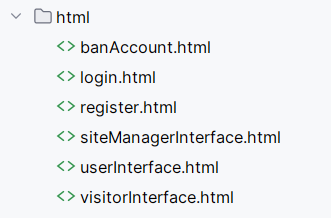 html
banAccount.html
login.html
register.html
siteManagerInterface.html
userInterface.html
visitorInterface.html